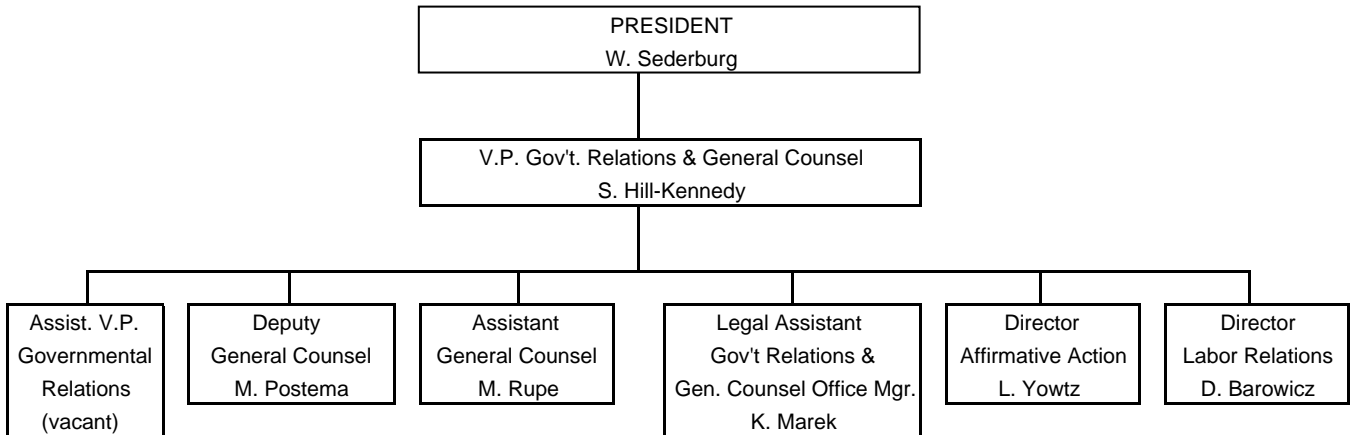 PRESIDENT
W. Sederburg
V.P. Gov't. Relations & General Counsel
S. Hill-Kennedy
Assist. V.P.
Governmental
Relations
(vacant)
Deputy
General Counsel
M. Postema
Assistant
General Counsel
M. Rupe
Legal Assistant
Gov't Relations &
Gen. Counsel Office Mgr.
K. Marek
Director
Affirmative Action
L. Yowtz
Director
Labor Relations
D. Barowicz